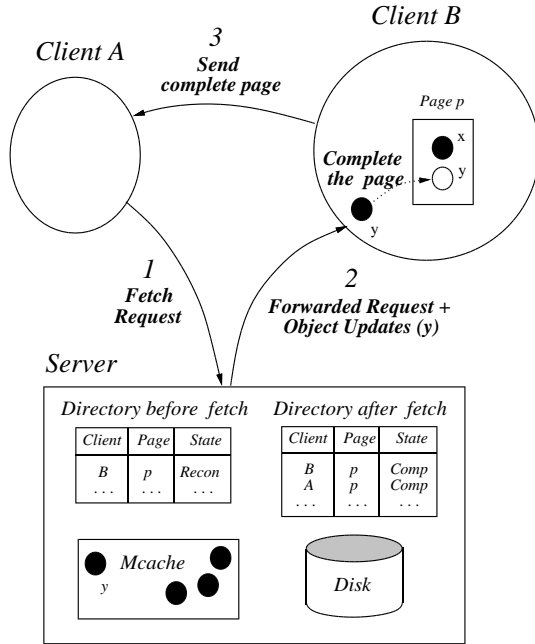 Client A
Client B
3
Send
complete page
Page p
x
y
Complete
the page
y
1
Fetch
Request
2
Forwarded Request +
Object Updates (y)
Server
Directory before fetch
Client Page State
B p Recon
. . . . . . . . .
Directory after fetch
Client Page State
B p Comp
A p Comp
. . . . . . . . .
Mcache
y
Disk